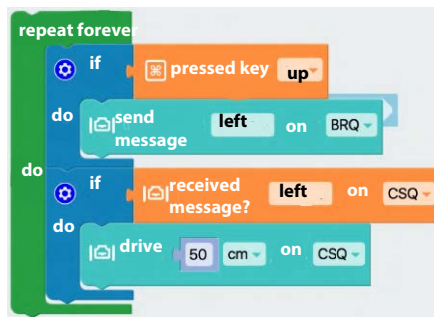 repeat forever
if pressed key up
do send message left on BRQ
do
if received message? left on CSQ
do drive 50 cm on CSQ